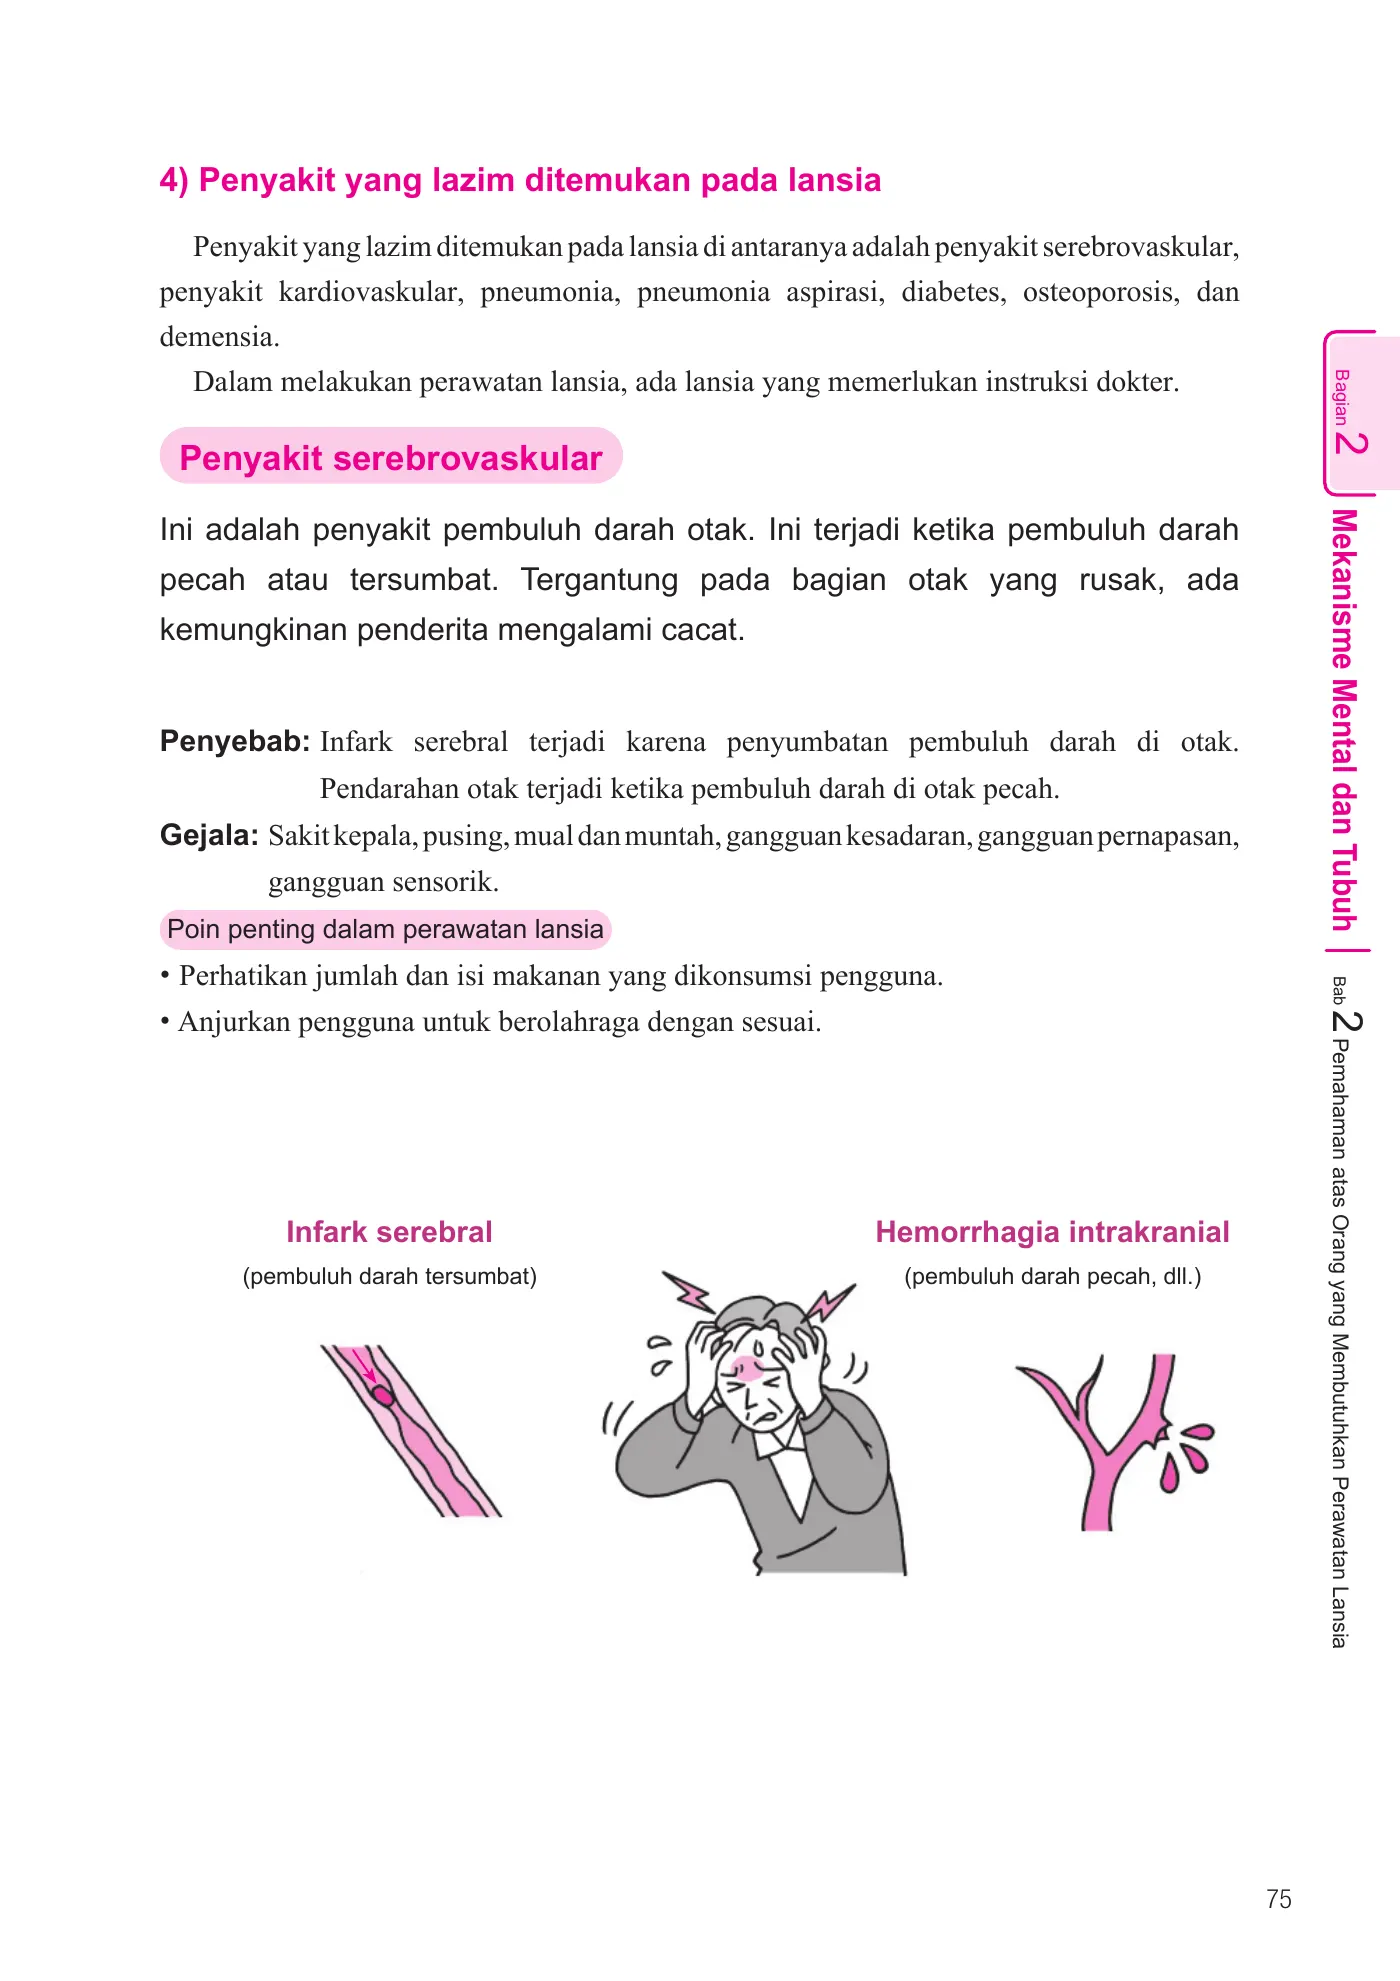 4) Penyakit yang lazim ditemukan pada lansia
Penyakit yang lazim ditemukan pada lansia di antaranya adalah penyakit serebrovaskular,
penyakit kardiovaskular, pneumonia, pneumonia aspirasi, diabetes, osteoporosis, dan
demensia.
Dalam melakukan perawatan lansia, ada lansia yang memerlukan instruksi dokter.
Penyakit serebrovaskular
Ini adalah penyakit pembuluh darah otak. Ini terjadi ketika pembuluh darah
pecah atau tersumbat. Tergantung pada bagian otak yang rusak, ada
kemungkinan penderita mengalami cacat.
Penyebab: Infark serebral terjadi karena penyumbatan pembuluh darah di otak.
Pendarahan otak terjadi ketika pembuluh darah di otak pecah.
Gejala: Sakit kepala, pusing, mual dan muntah, gangguan kesadaran, gangguan pernapasan,
gangguan sensorik.
Poin penting dalam perawatan lansia
• Perhatikan jumlah dan isi makanan yang dikonsumsi pengguna.
• Anjurkan pengguna untuk berolahraga dengan sesuai.
Infark serebral
(pembuluh darah tersumbat)
Hemorrhagia intrakranial
(pembuluh darah pecah, dll.)
Bagian 2 Mekanisme Mental dan Tubuh
Bab 2 Pemahaman atas Orang yang Membutuhkan Perawatan Lansia
75